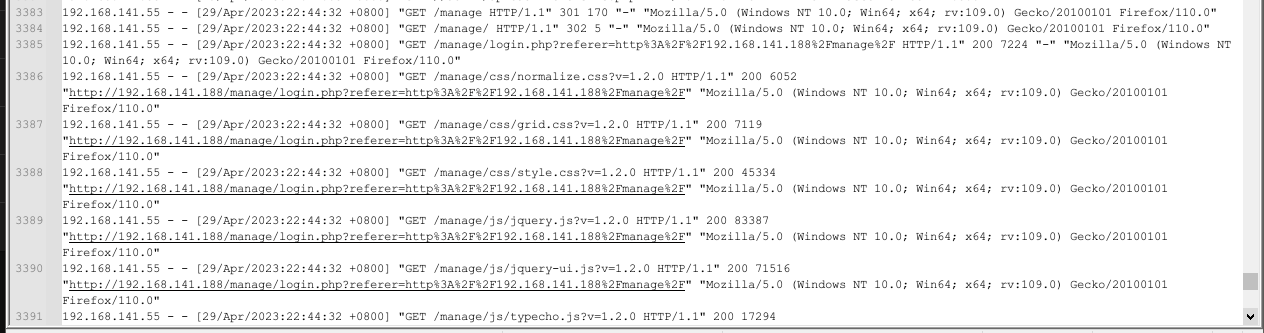 3383 192.168.141.55 - - [29/Apr/2023:22:44:32 +0800] "GET /manage HTTP/1.1" 301 170 "-" "Mozilla/5.0 (Windows NT 10.0; Win64; x64; rv:109.0) Gecko/20100101 Firefox/110.0"
3384 192.168.141.55 - - [29/Apr/2023:22:44:32 +0800] "GET /manage/ HTTP/1.1" 302 5 "-" "Mozilla/5.0 (Windows NT 10.0; Win64; x64; rv:109.0) Gecko/20100101 Firefox/110.0"
3385 192.168.141.55 - - [29/Apr/2023:22:44:32 +0800] "GET /manage/login.php?referer=http%3A%2F%2F192.168.141.188%2Fmanage%2F HTTP/1.1" 200 7224 "-" "Mozilla/5.0 (Windows NT
10.0; Win64; x64; rv:109.0) Gecko/20100101 Firefox/110.0"
3386 192.168.141.55 - - [29/Apr/2023:22:44:32 +0800] "GET /manage/css/normalize.css?v=1.2.0 HTTP/1.1" 200 6052
"http://192.168.141.188/manage/login.php?referer=http%3A%2F%2F192.168.141.188%2Fmanage%2F" "Mozilla/5.0 (Windows NT 10.0; Win64; x64; rv:109.0) Gecko/20100101
Firefox/110.0"
3387 192.168.141.55 - - [29/Apr/2023:22:44:32 +0800] "GET /manage/css/grid.css?v=1.2.0 HTTP/1.1" 200 7119
"http://192.168.141.188/manage/login.php?referer=http%3A%2F%2F192.168.141.188%2Fmanage%2F" "Mozilla/5.0 (Windows NT 10.0; Win64; x64; rv:109.0) Gecko/20100101
Firefox/110.0"
3388 192.168.141.55 - - [29/Apr/2023:22:44:32 +0800] "GET /manage/css/style.css?v=1.2.0 HTTP/1.1" 200 45334
"http://192.168.141.188/manage/login.php?referer=http%3A%2F%2F192.168.141.188%2Fmanage%2F" "Mozilla/5.0 (Windows NT 10.0; Win64; x64; rv:109.0) Gecko/20100101
Firefox/110.0"
3389 192.168.141.55 - - [29/Apr/2023:22:44:32 +0800] "GET /manage/js/jquery.js?v=1.2.0 HTTP/1.1" 200 83387
"http://192.168.141.188/manage/login.php?referer=http%3A%2F%2F192.168.141.188%2Fmanage%2F" "Mozilla/5.0 (Windows NT 10.0; Win64; x64; rv:109.0) Gecko/20100101
Firefox/110.0"
3390 192.168.141.55 - - [29/Apr/2023:22:44:32 +0800] "GET /manage/js/jquery-ui.js?v=1.2.0 HTTP/1.1" 200 71516
"http://192.168.141.188/manage/login.php?referer=http%3A%2F%2F192.168.141.188%2Fmanage%2F" "Mozilla/5.0 (Windows NT 10.0; Win64; x64; rv:109.0) Gecko/20100101
Firefox/110.0"
3391 192.168.141.55 - - [29/Apr/2023:22:44:32 +0800] "GET /manage/js/typecho.js?v=1.2.0 HTTP/1.1" 200 17294